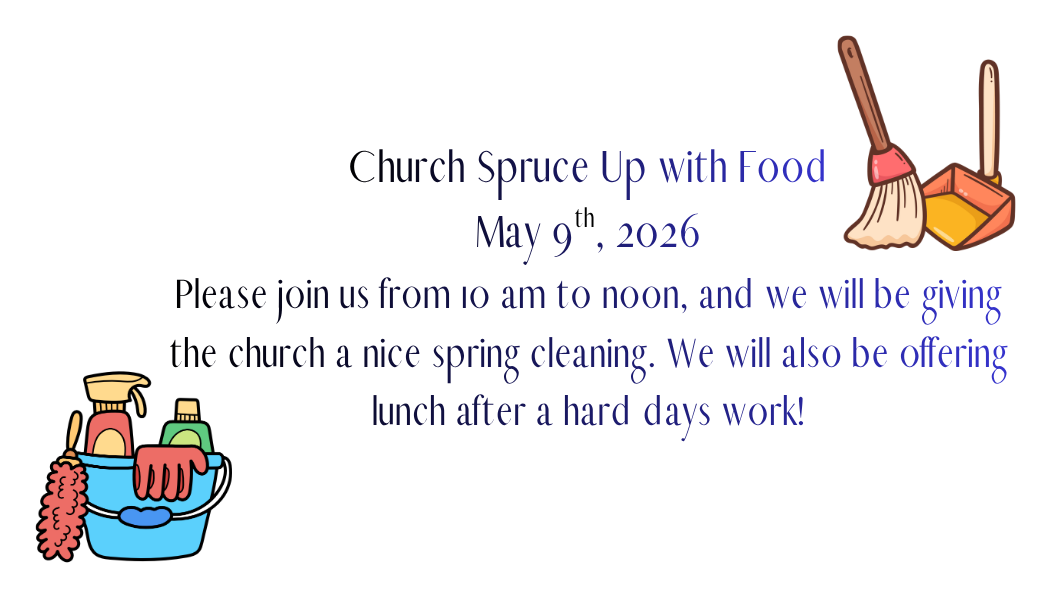 Church Spruce Up with Food
May 9th, 2026
Please join us from 10 am to noon, and we will be giving
the church a nice spring cleaning. We will also be offering
lunch after a hard days work!